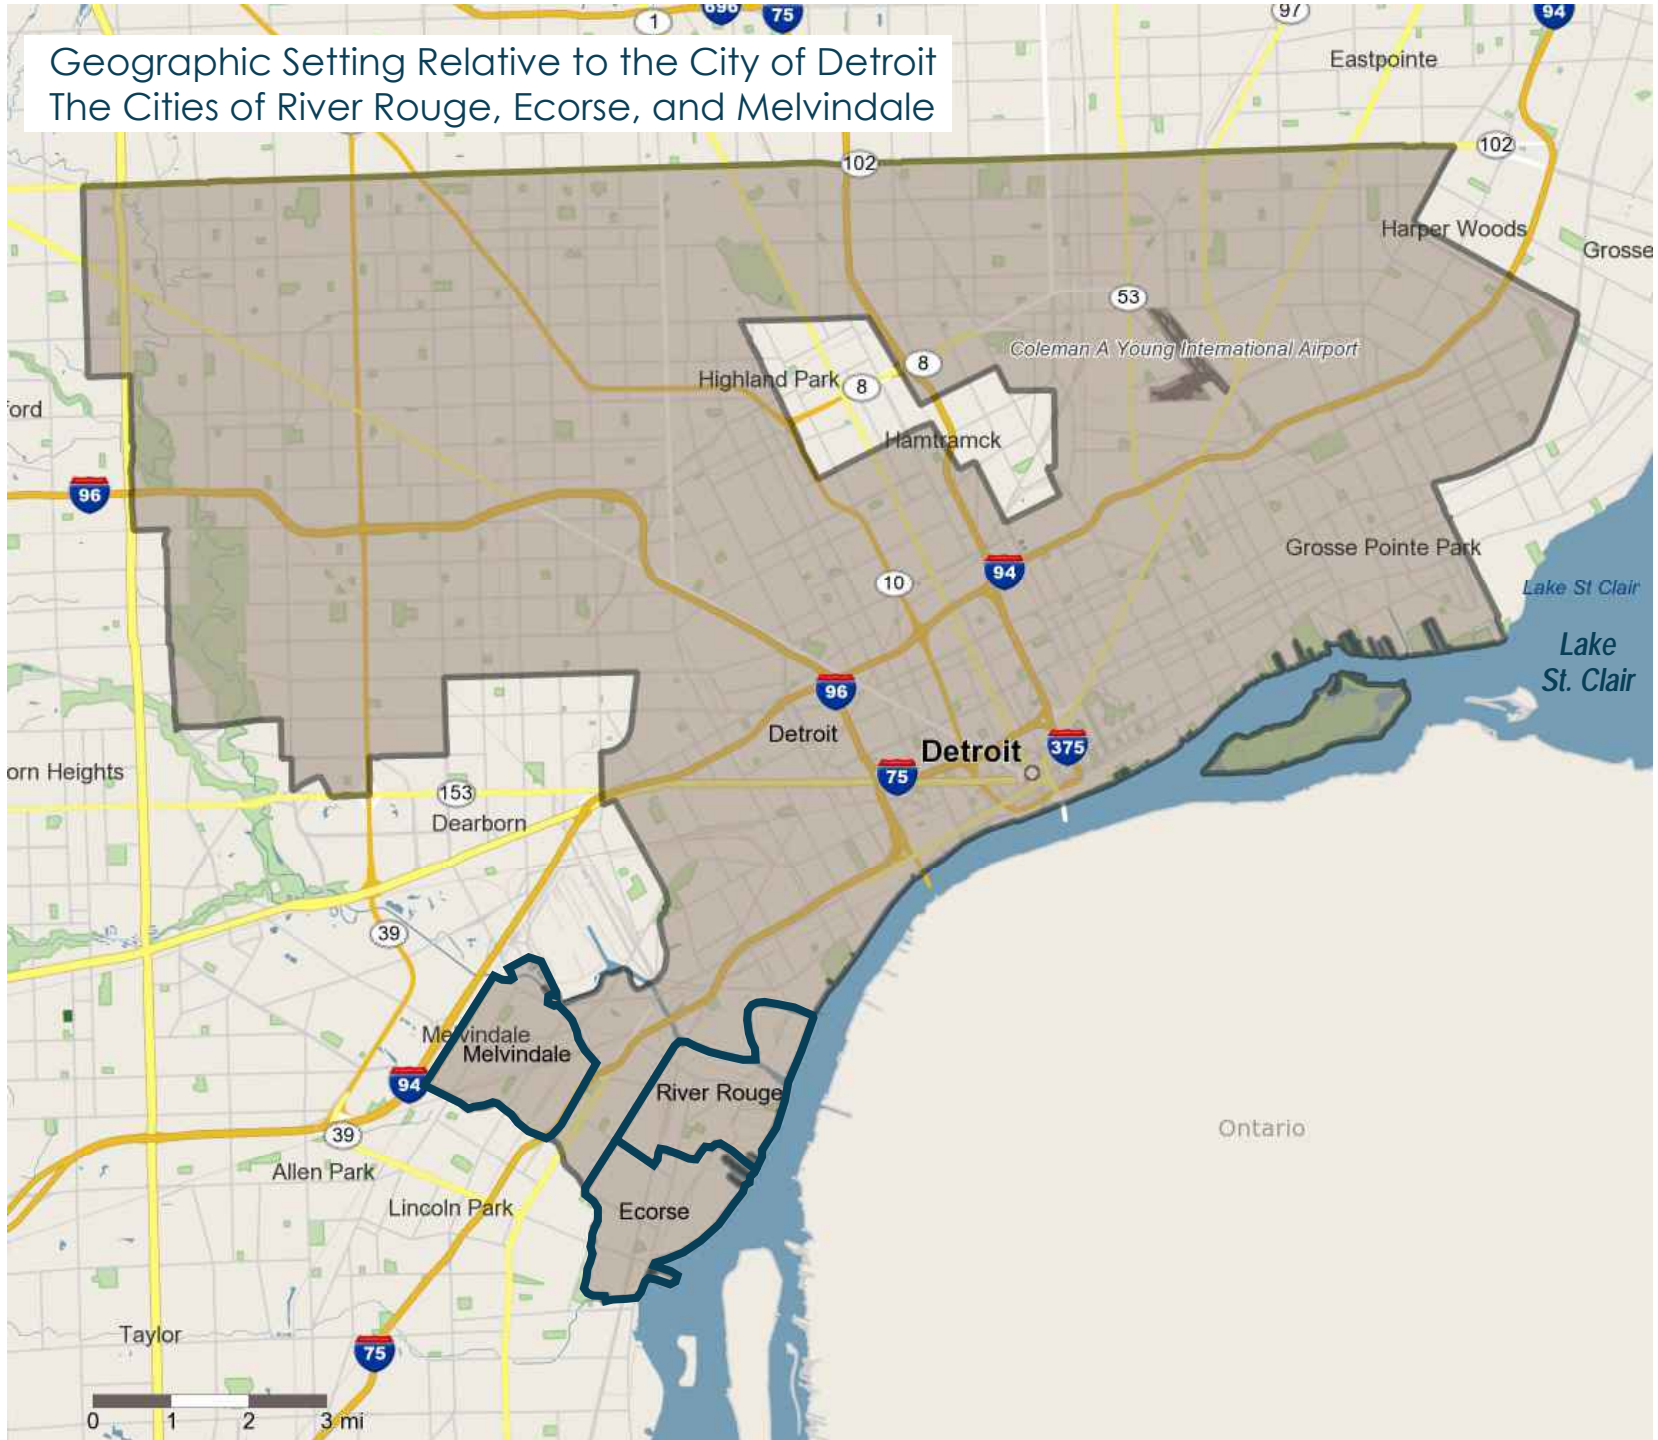 1
696
75
97
94
Geographic Setting Relative to the City of Detroit
The Cities of River Rouge, Ecorse, and Melvindale
Eastpointe
102
102
Harper Woods
Grosse
53
Coleman A Young International Airport
8
Highland Park
8
ford
Hamtramck
96
Grosse Pointe Park
94
10
Lake St Clair
Lake
St. Clair
96
Detroit
Detroit
375
75
orn Heights
153
Dearborn
39
Melvindale
Melvindale
94
River Rouge
39
Ontario
Allen Park
Lincoln Park
Ecorse
Taylor
75
0 1 2 3 mi